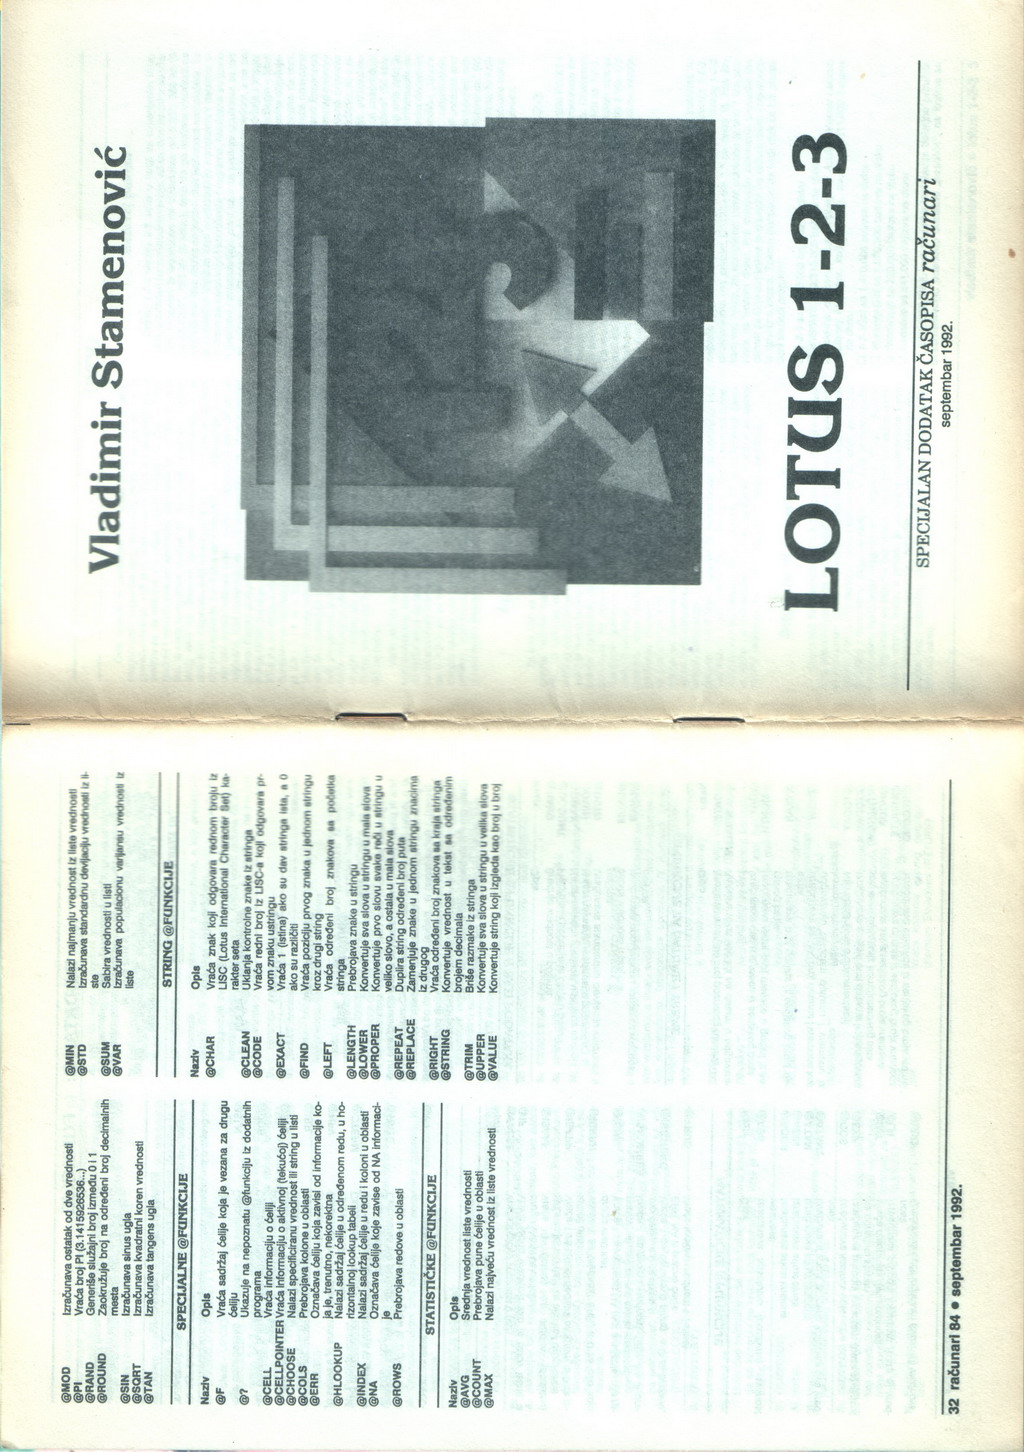 @MOD Izračunava ostatak od dve vrednosti
@PI Vraća broj PI (3.1415926536...)
@RAND Generiše slučajni broj između 0 i 1
@ROUND Zaokružuje broj na određeni broj decimalnih
mesta
@SIN Izračunava sinus ugla
@SQRT Izračunava kvadratni koren vrednosti
@TAN Izračunava tangens ugla
SPECIJALNE @FUNKCIJE
Naziv Opis
@F Vraća sadržaj ćelije koja je vezana za drugu
ćeliju
@? Ukazuje na nepoznatu @funkciju iz dodatnih
programa
@CELL Vraća informaciju o ćeliji
@CELLPOINTER Vraća informaciju o aktivnoj (tekućoj) ćeliji
@CHOOSE Nalazi specificiranu vrednost ili string u listi
@COLS Prebrojava kolone u oblasti
@ERR Označava ćeliju koja zavisi od informacije ko-
ja je, trenutno, nekorektna
@HLOOKUP Nalazi sadržaj ćelije u određenom redu, u ho-
rizontalnoj lookup tabeli
@INDEX Nalazi sadržaj ćelije u redu i koloni u oblasti
@NA Označava ćelije koje zavise od NA informaci-
je
@ROWS Prebrojava redove u oblasti
STATISTIČKE @FUNKCIJE
Naziv Opis
@AVG Srednja vrednost liste vrednosti
@COUNT Prebrojava pune ćelije u oblasti
@MAX Nalazi najveću vrednost iz liste vrednosti
@MIN Nalazi najmanju vrednost iz liste vrednosti
@STD Izračunava standardnu devijaciju vrednosti iz li-
ste
@SUM Sabira vrednosti u listi
@VAR Izračunava populacionu varijansu vrednosti iz
liste
STRING @FUNKCIJE
Naziv Opis
@CHAR Vraća znak koji odgovara rednom broju iz
LISC (Lotus International Character Set) ka-
rakter seta
@CLEAN Uklanja kontrolne znake iz stringa
@CODE Vraća redni broj iz LISC-a koji odgovara pr-
vom znaku ustringu
@EXACT Vraća 1 (istina) ako su dav stringa ista, a 0
ako su različiti
@FIND Vraća poziciju prvog znaka u jednom stringu
kroz drugi string
@LEFT Vraća određeni broj znakova sa početka
stringa
@LENGTH Prebrojava znake u stringu
@LOWER Konvertuje sva slova u stringu u mala slova
@PROPER Konvertuje prvo slovu svake reči u stringu u
veliko slovo, a ostala u mala slova
@REPEAT Duplira string određeni broj puta
@REPLACE Zamenjuje znake u jednom stringu znacima
iz drugog
@RIGHT Vraća određeni broj znakova sa kraja stringa
@STRING Konvertuje vrednost u tekst sa određenim
brojem decimala
@TRIM Briše razmake iz stringa
@UPPER Konvertuje sva slova u stringu u velika slova
@VALUE Konvertuje string koji izgleda kao broj u broj
32 računari 84 • septembar 1992.
Vladimir Stamenović
LOTUS 1-2-3
SPECIJALAN DODATAK ČASOPISA računari
septembar 1992.